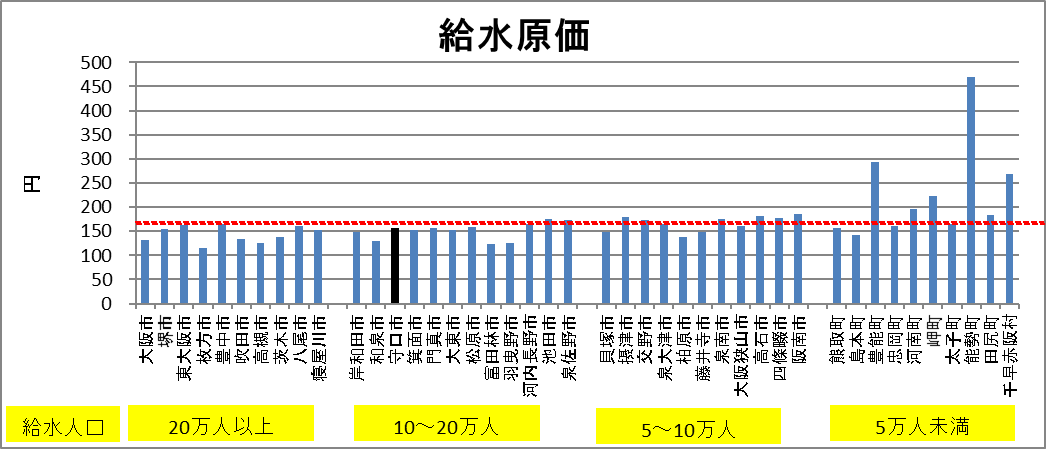 給水原価
500
450
400
350
300
250
200
150
100
50
0
円
大阪市
堺市
東大阪市
枚方市
豊中市
吹田市
高槻市
茨木市
八尾市
寝屋川市
岸和田市
和泉市
守口市
箕面市
門真市
大東市
松原市
富田林市
羽曳野市
河内長野市
池田市
泉佐野市
貝塚市
摂津市
交野市
泉大津市
柏原市
藤井寺市
泉南市
大阪狭山市
高石市
四條畷市
阪南市
熊取町
島本町
豊能町
忠岡町
河南町
岬町
太子町
能勢町
田尻町
千早赤阪村
給水人口
20万人以上
10～20万人
5～10万人
5万人未満